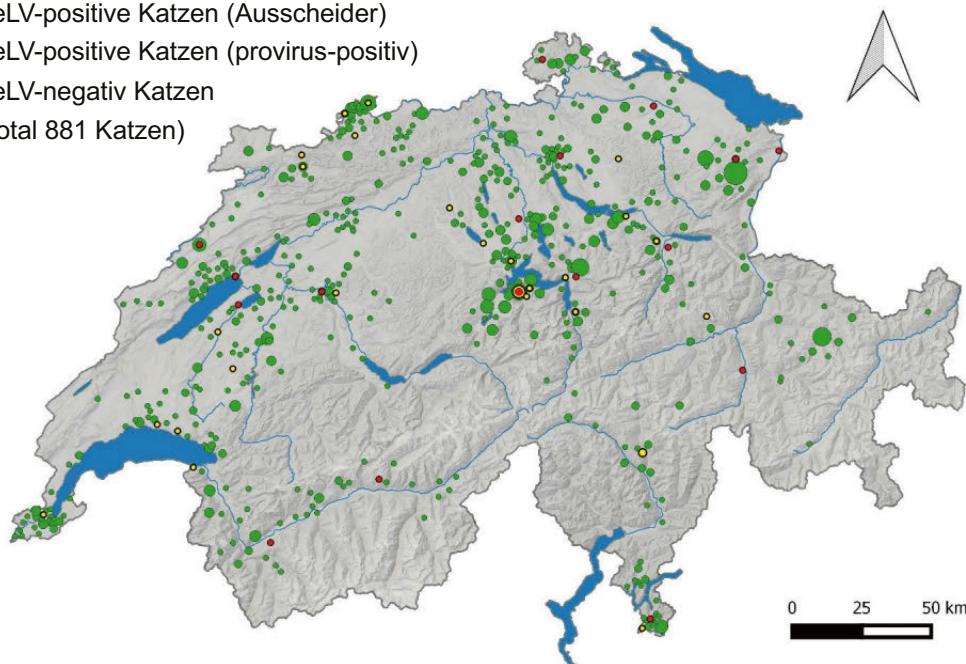 eLV-positive Katzen (Ausscheider)
eLV-positive Katzen (provirus-positiv)
eLV-negativ Katzen
otal 881 Katzen)
0 25 50 km